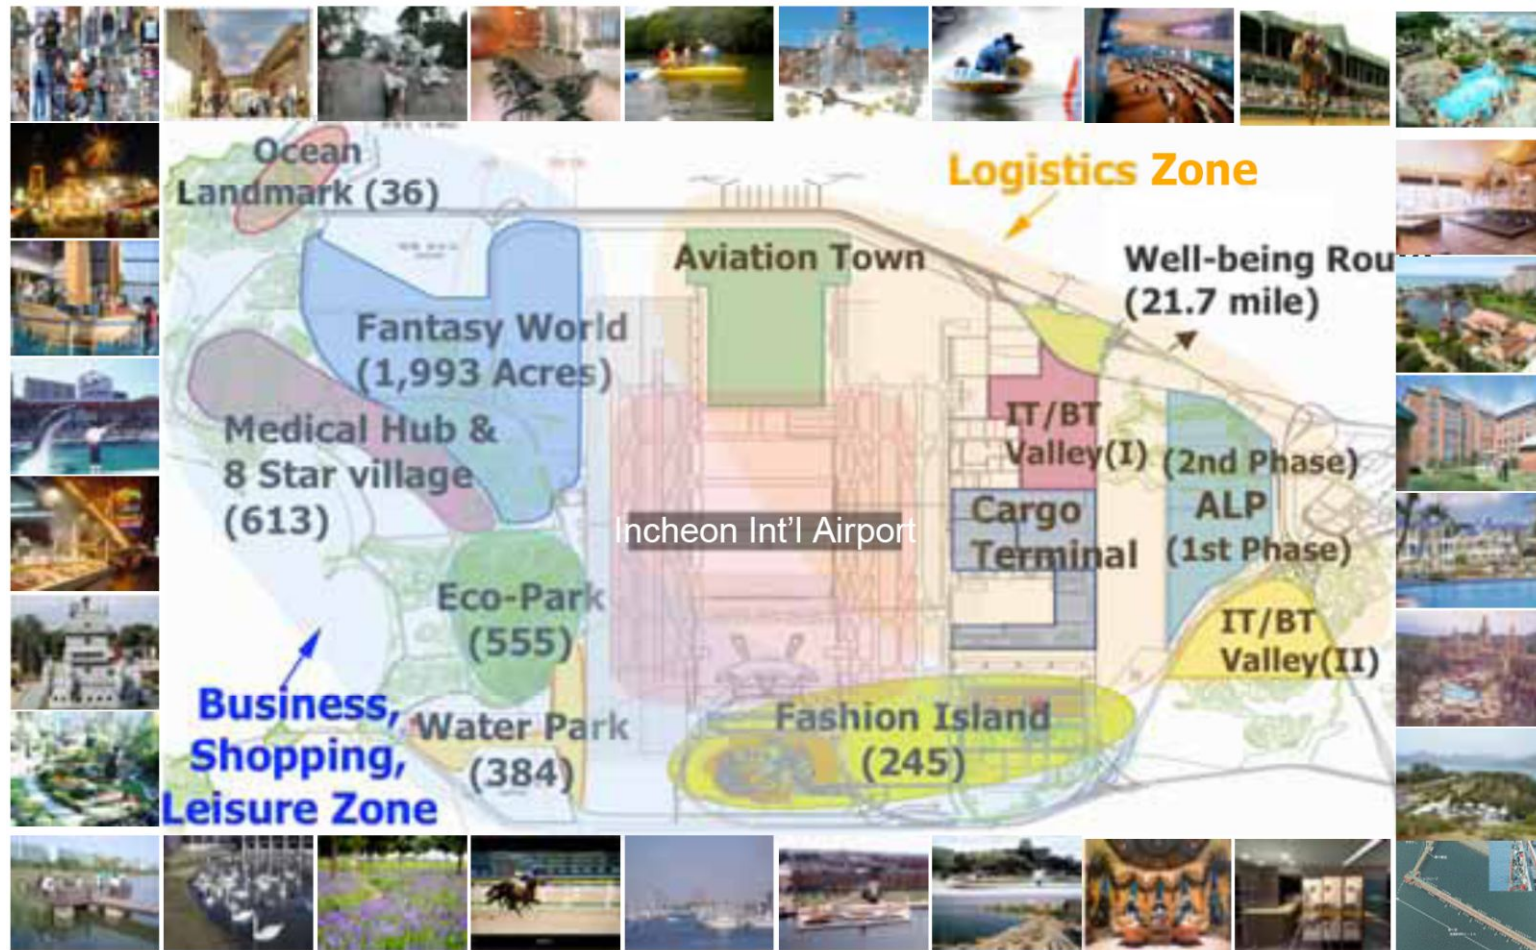 Ocean
Landmark (36)
Logistics Zone
Aviation Town
Well-being Rou
(21.7 mile)
Fantasy World
(1,993 Acres)
IT/BT
Valley(I)
Medical Hub &
8 Star village
(613)
(2nd Phase)
ALP
(1st Phase)
Cargo
Terminal
Incheon Int’l Airport
Eco-Park
(555)
IT/BT
Valley(II)
Business,
Shopping,
Leisure Zone
Water Park
(384)
Fashion Island
(245)